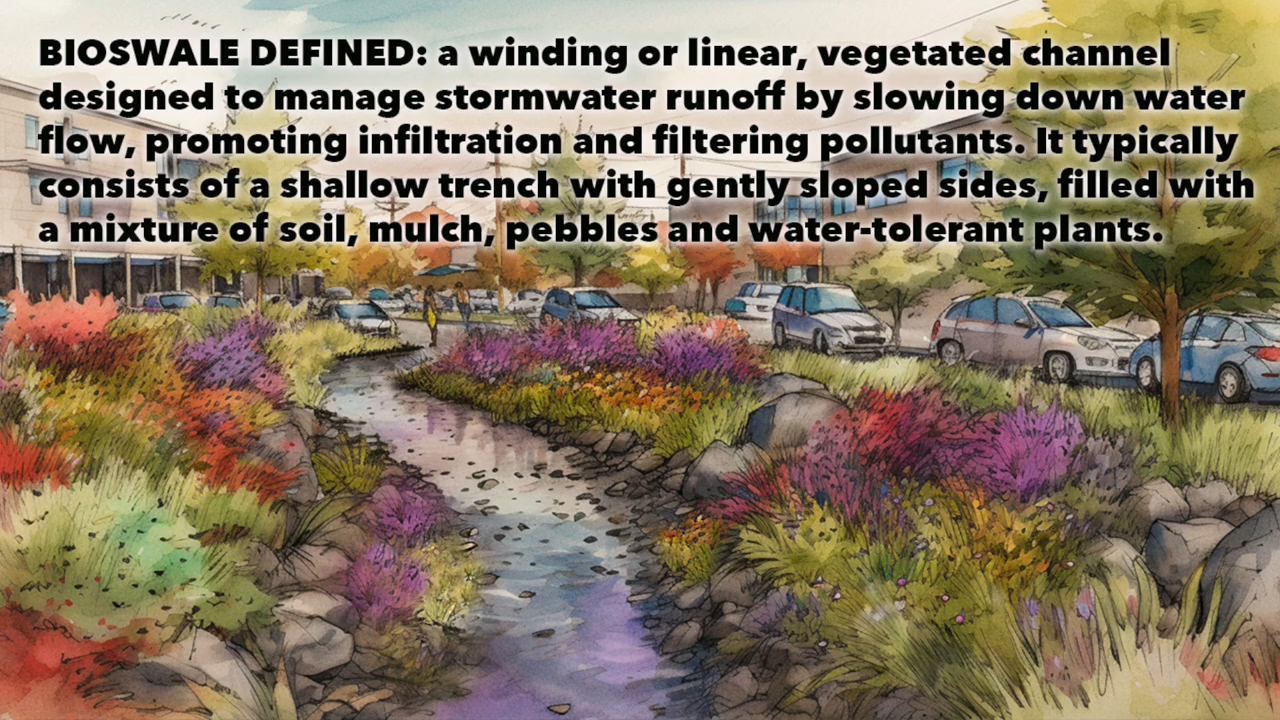 BIOSWALE DEFINED: a winding or linear, vegetated channel
designed to manage stormwater runoff by slowing down water
flow, promoting infiltration and filtering pollutants. It typically
consists of a shallow trench with gently sloped sides, filled with
a mixture of soil, mulch, pebbles and water-tolerant plants.